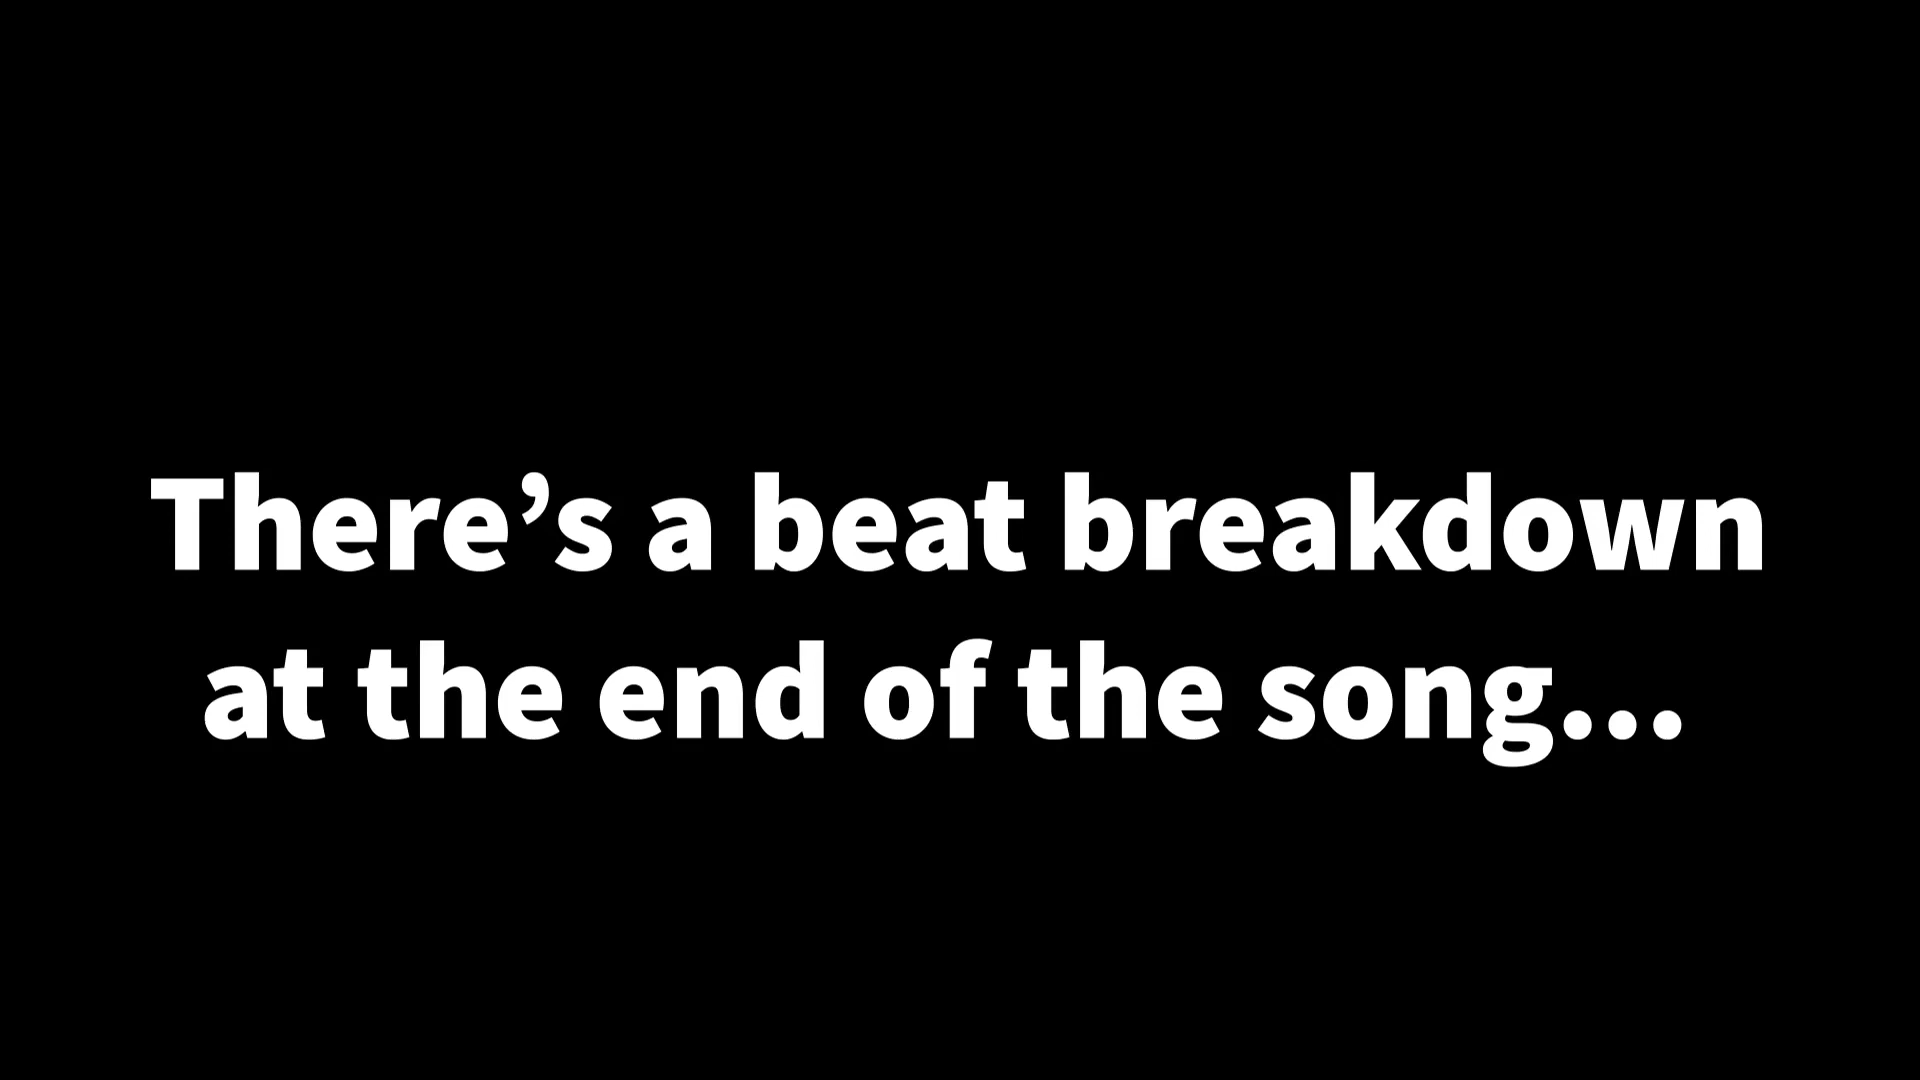 There’s a beat breakdown
at the end of the song...